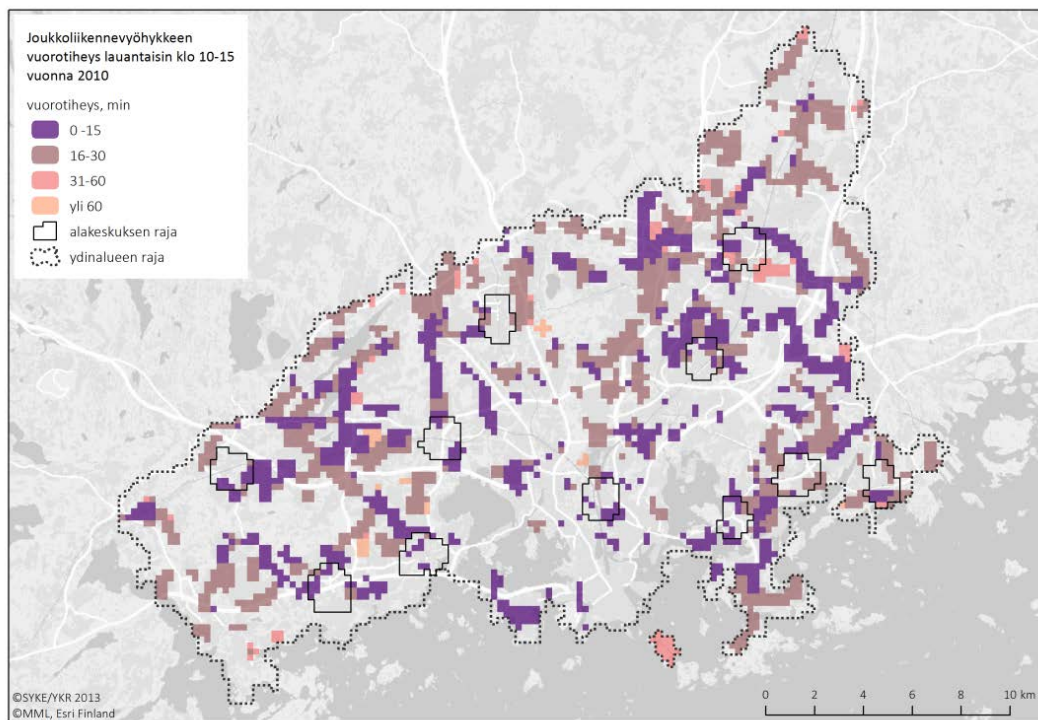 Joukkoliikennevyöhykkeen
vuorotiheys lauantaisin klo 10-15
vuonna 2010
vuorotiheys, min
0 -15
16-30
31-60
yli 60
alakeskuksen raja
ydinalueen raja
©SYKE/YKR 2013
©MML, Esri Finland
0 2 4 6 8 10 km